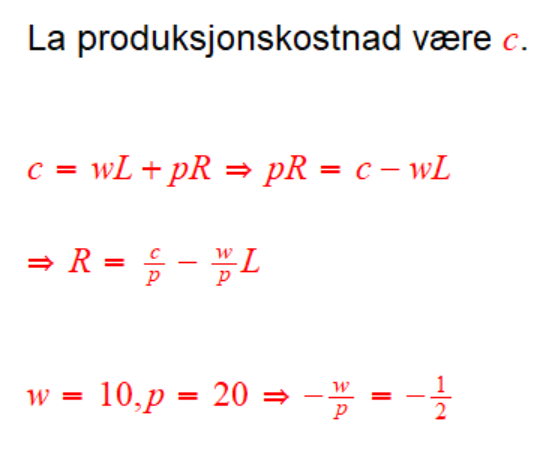 La produksjonskostnad være c.
c = wL + pR ⇒ pR = c − wL
⇒ R = c/p − w/p L
w = 10, p = 20 ⇒ −w/p = −1/2